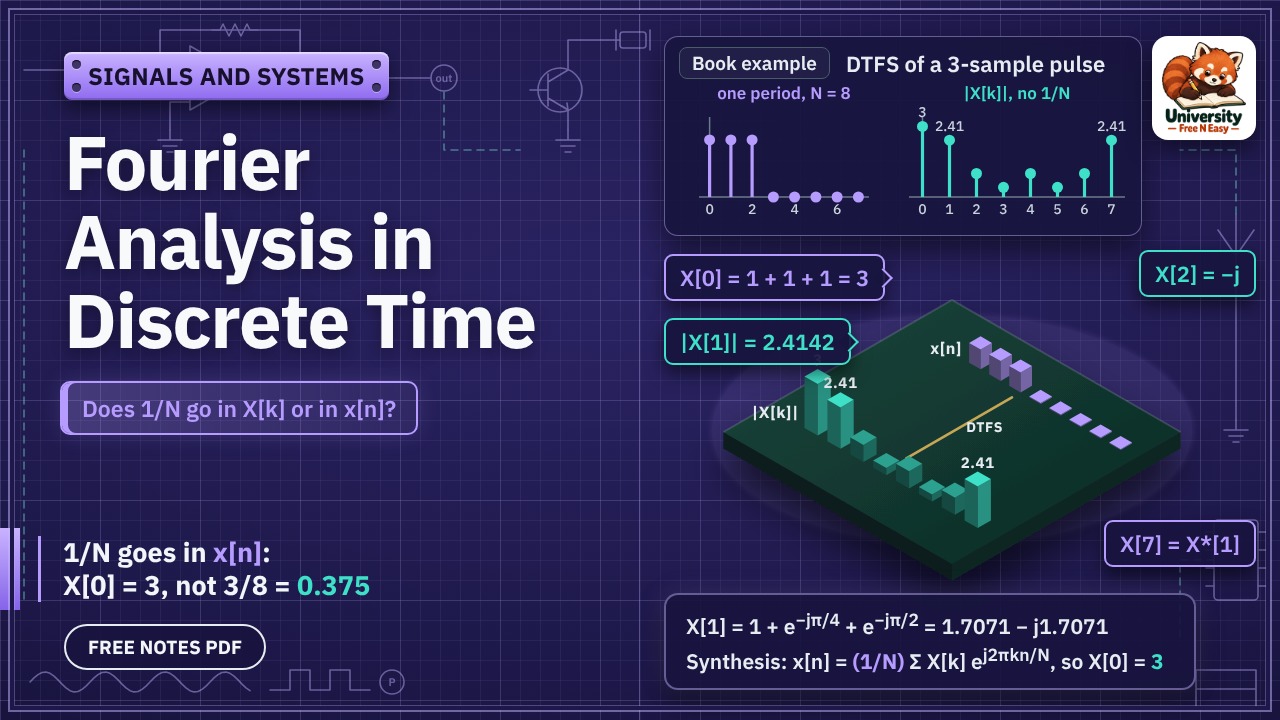 SIGNALS AND SYSTEMS
out
Fourier
Analysis in
Discrete Time
Does 1/N go in X[k] or in x[n]?
1/N goes in x[n]:
X[0] = 3, not 3/8 = 0.375
FREE NOTES PDF
P
Book example DTFS of a 3-sample pulse
one period, N = 8 |X[k]|, no 1/N
3 2.41 2.41
0 2 4 6
0 1 2 3 4 5 6 7
University
Free N Easy
X[0] = 1 + 1 + 1 = 3
X[2] = −j
|X[1]| = 2.4142
x[n]
3
2.41
|X[k]|
DTFS
2.41
X[7] = X*[1]
X[1] = 1 + e−jπ/4 + e−jπ/2 = 1.7071 − j1.7071
Synthesis: x[n] = (1/N) Σ X[k] ej2πkn/N, so X[0] = 3